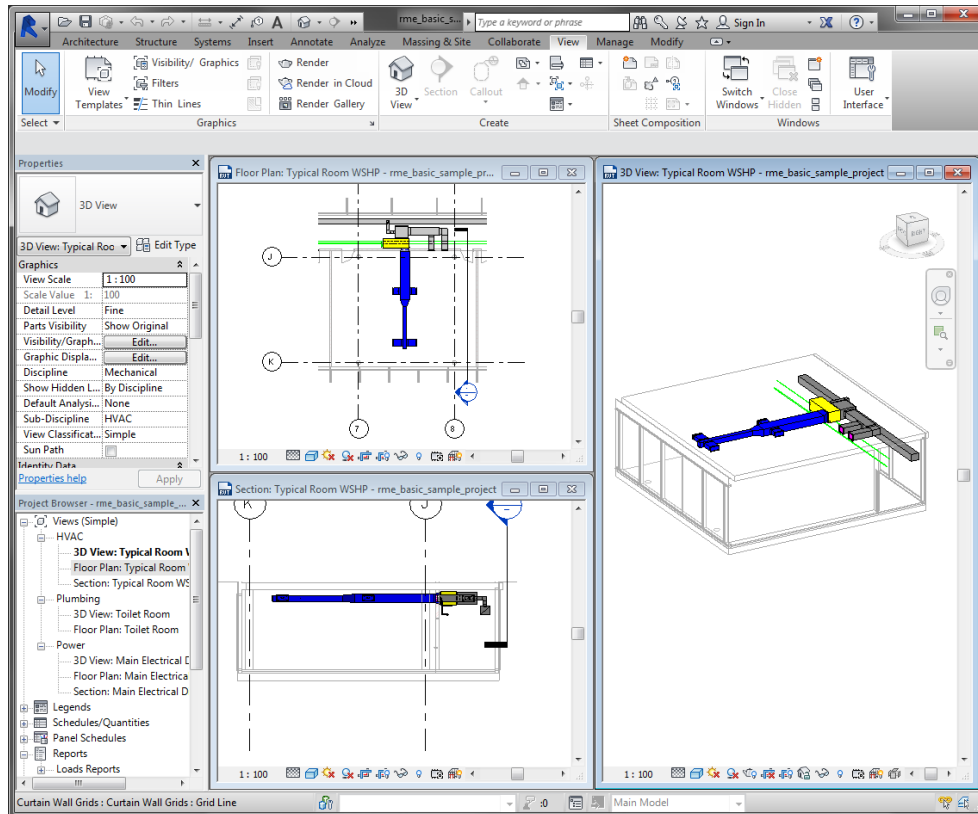 rme_basic_s... Type a keyword or phrase Sign In
Architecture Structure Systems Insert Annotate Analyze Massing & Site Collaborate View Manage Modify
Modify
View Templates
Visibility/ Graphics
Filters
Thin Lines
Render
Render in Cloud
Render Gallery
3D View
Section
Callout
Switch Windows
Close Hidden
User Interface
Select Graphics Create Sheet Composition Windows
Properties
3D View
3D View: Typical Roo Edit Type
Graphics
View Scale 1 : 100
Scale Value 1: 100
Detail Level Fine
Parts Visibility Show Original
Visibility/Graph... Edit...
Graphic Displa... Edit...
Discipline Mechanical
Show Hidden L... By Discipline
Default Analysi... None
Sub-Discipline HVAC
View Classificat... Simple
Sun Path
Identity Data
Properties help Apply
Project Browser - rme_basic_sample_...
Views (Simple)
HVAC
3D View: Typical Room
Floor Plan: Typical Room
Section: Typical Room WS
Plumbing
3D View: Toilet Room
Floor Plan: Toilet Room
Power
3D View: Main Electrical D
Floor Plan: Main Electrica
Section: Main Electrical D
Legends
Schedules/Quantities
Panel Schedules
Reports
Loads Reports
Floor Plan: Typical Room WSHP - rme_basic_sample_pr...
J
K
7 8
1 : 100
Section: Typical Room WSHP - rme_basic_sample_project
K J
1 : 100
3D View: Typical Room WSHP - rme_basic_sample_project
RIGHT
1 : 100
Curtain Wall Grids : Curtain Wall Grids : Grid Line :0 Main Model